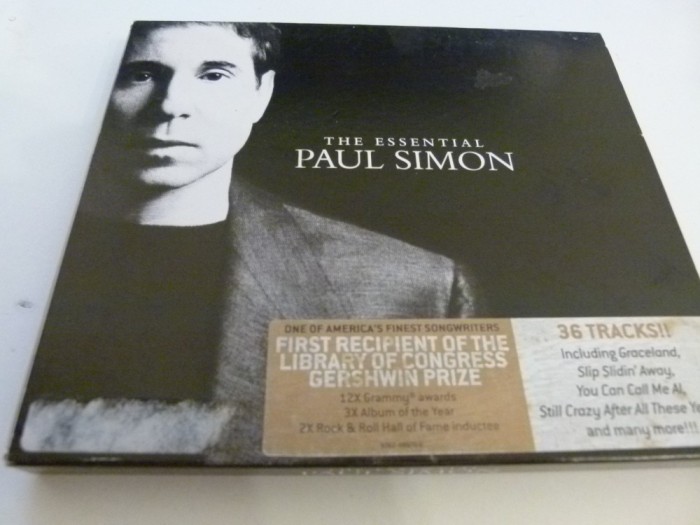 THE ESSENTIAL
PAUL SIMON
ONE OF AMERICA'S FINEST SONGWRITERS
FIRST RECIPIENT OF THE
LIBRARY OF CONGRESS
GERSHWIN PRIZE
12X Grammy® awards
3X Album of the Year
2X Rock & Roll Hall of Fame inductee
36 TRACKS!!
Including Graceland,
Slip Slidin' Away,
You Can Call Me Al,
Still Crazy After All These Ye
and many more!!!!
PAUL SIMON